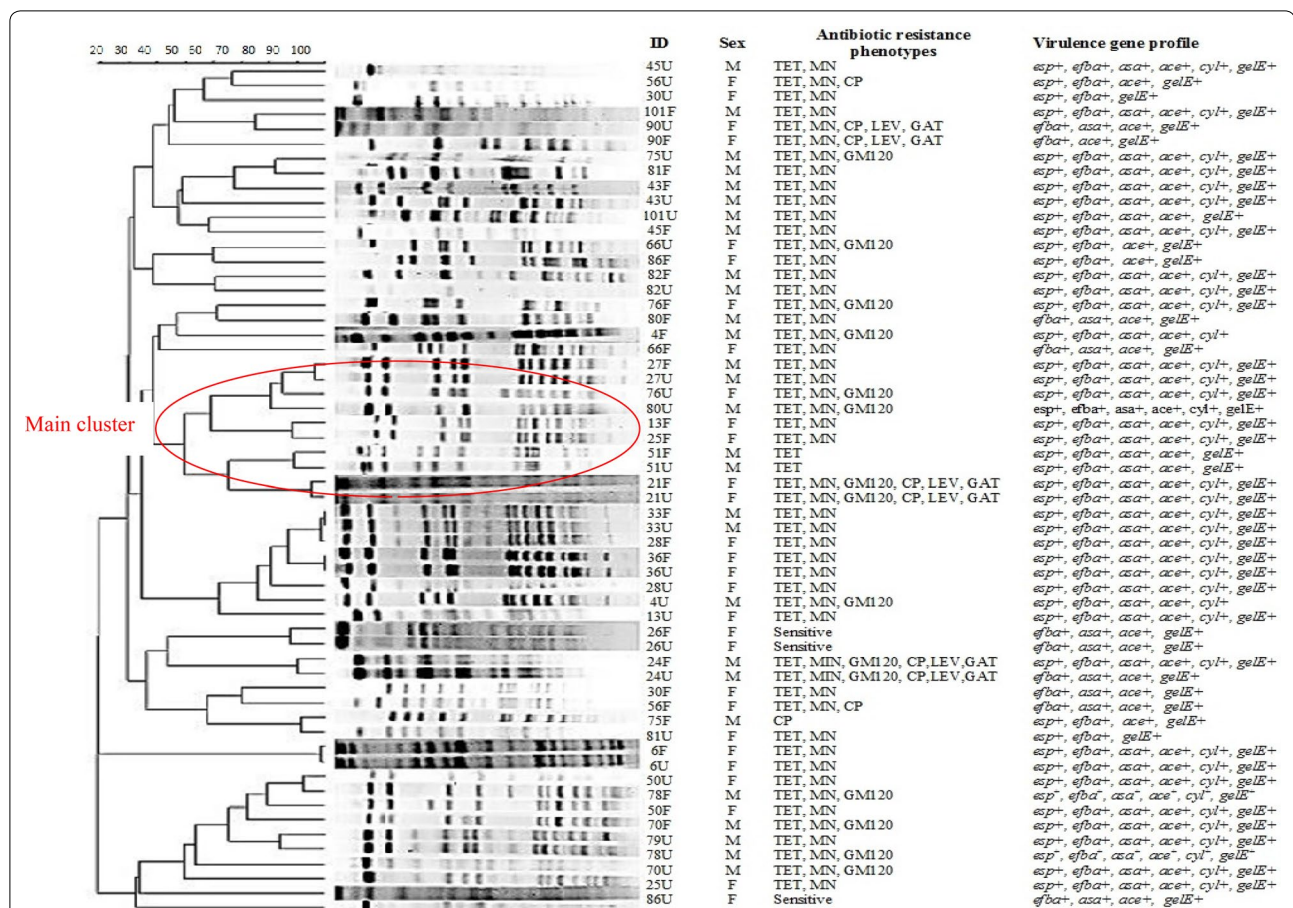 20 30 40 50 60 70 80 90 100
ID Sex Antibiotic resistance phenotypes Virulence gene profile
45U M TET, MN esp+, efba+, asa+, ace+, cyl+, gelE+
56U F TET, MN, CP esp+, efba+, ace+, gelE+
30U F TET, MN esp+, efba+, gelE+
101F M TET, MN esp+, efba+, asa+, ace+, cyl+, gelE+
90U F TET, MN, CP, LEV, GAT efba+, asa+, ace+, gelE+
90F F TET, MN, CP, LEV, GAT efba+, ace+, gelE+
75U M TET, MN, GM120 esp+, efba+, asa+, ace+, cyl+, gelE+
81F M TET, MN esp+, efba+, asa+, ace+, cyl+, gelE+
43F M TET, MN esp+, efba+, asa+, ace+, cyl+, gelE+
43U M TET, MN esp+, efba+, asa+, ace+, cyl+, gelE+
101U M TET, MN esp+, efba+, asa+, ace+, gelE+
45F M TET, MN esp+, efba+, asa+, ace+, cyl+, gelE+
66U F TET, MN, GM120 esp+, efba+, ace+, gelE+
86F F TET, MN esp+, efba+, ace+, gelE+
82F M TET, MN esp+, efba+, asa+, ace+, cyl+, gelE+
82U M TET, MN esp+, efba+, asa+, ace+, cyl+, gelE+
76F F TET, MN, GM120 esp+, efba+, asa+, ace+, cyl+, gelE+
80F M TET, MN efba+, asa+, ace+, gelE+
4F M TET, MN, GM120 esp+, efba+, asa+, ace+, cyl+
66F F TET, MN efba+, asa+, ace+, gelE+
27F M TET, MN esp+, efba+, asa+, ace+, cyl+, gelE+
27U M TET, MN esp+, efba+, asa+, ace+, cyl+, gelE+
76U F TET, MN, GM120 esp+, efba+, asa+, ace+, cyl+, gelE+
80U M TET, MN, GM120 esp+, efba+, asa+, ace+, cyl+, gelE+
Main cluster
13F F TET, MN esp+, efba+, asa+, ace+, cyl+, gelE+
25F F TET, MN esp+, efba+, asa+, ace+, cyl+, gelE+
51F M TET esp+, efba+, asa+, ace+, gelE+
51U M TET esp+, efba+, asa+, ace+, gelE+
21F F TET, MN, GM120, CP, LEV, GAT esp+, efba+, asa+, ace+, cyl+, gelE+
21U F TET, MN, GM120, CP, LEV, GAT esp+, efba+, asa+, ace+, cyl+, gelE+
33F M TET, MN esp+, efba+, asa+, ace+, cyl+, gelE+
33U M TET, MN esp+, efba+, asa+, ace+, cyl+, gelE+
28F F TET, MN esp+, efba+, asa+, ace+, cyl+, gelE+
36F F TET, MN esp+, efba+, asa+, ace+, cyl+, gelE+
36U F TET, MN esp+, efba+, asa+, ace+, cyl+, gelE+
28U F TET, MN esp+, efba+, asa+, ace+, cyl+, gelE+
4U M TET, MN, GM120 esp+, efba+, asa+, ace+, cyl+
13U F TET, MN esp+, efba+, asa+, ace+, cyl+, gelE+
26F F Sensitive efba+, asa+, ace+, gelE+
26U F Sensitive efba+, asa+, ace+, gelE+
24F M TET, MIN, GM120, CP,LEV, GAT esp+, efba+, asa+, ace+, cyl+, gelE+
24U M TET, MIN, GM120, CP,LEV,GAT efba+, asa+, ace+, gelE+
30F F TET, MN efba+, asa+, ace+, gelE+
56F F TET, MN, CP efba+, asa+, ace+, gelE+
75F M CP esp+, efba+, ace+, gelE+
81U F TET, MN esp+, efba+, gelE+
6F F TET, MN esp+, efba+, asa+, ace+, cyl+, gelE+
6U F TET, MN esp+, efba+, asa+, ace+, cyl+, gelE+
50U F TET, MN esp+, efba+, asa+, ace+, cyl+, gelE+
78F M TET, MN, GM120 esp⁻, efba⁻, asa⁻, ace⁻, cyl⁻, gelE⁻
50F F TET, MN esp+, efba+, asa+, ace+, cyl+, gelE+
70F M TET, MN, GM120 esp+, efba+, asa+, ace+, cyl+, gelE+
79U M TET, MN esp+, efba+, asa+, ace+, cyl+, gelE+
78U M TET, MN, GM120 esp⁻, efba⁻, asa⁻, ace⁻, cyl⁻, gelE⁻
70U M TET, MN, GM120 esp+, efba+, asa+, ace+, cyl+, gelE+
25U F TET, MN esp+, efba+, asa+, ace+, cyl+, gelE+
86U F Sensitive efba+, asa+, ace+, gelE+